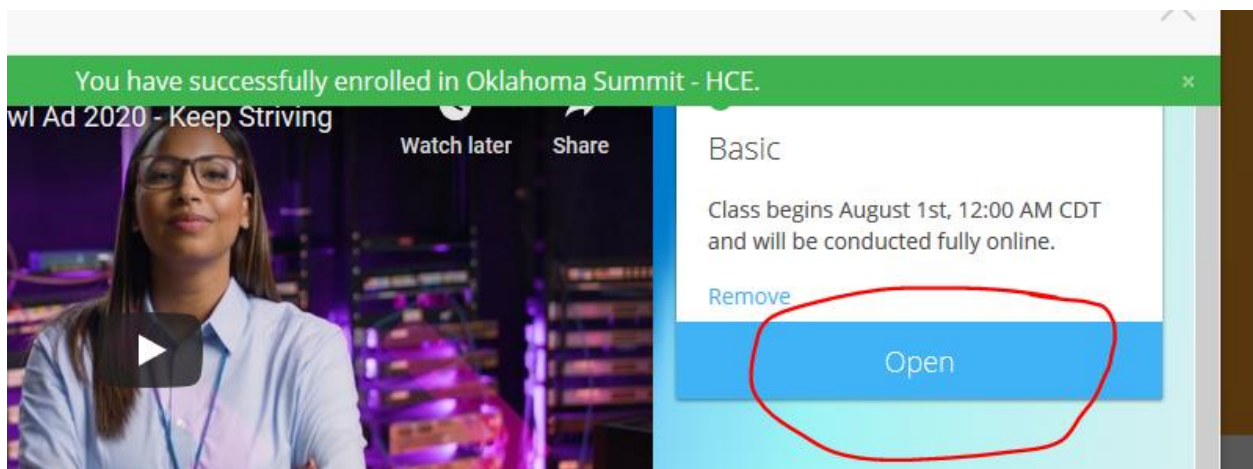 You have successfully enrolled in Oklahoma Summit - HCE. ×
wl Ad 2020 - Keep Striving
Watch later
Share
Basic
Class begins August 1st, 12:00 AM CDT
and will be conducted fully online.
Remove
Open